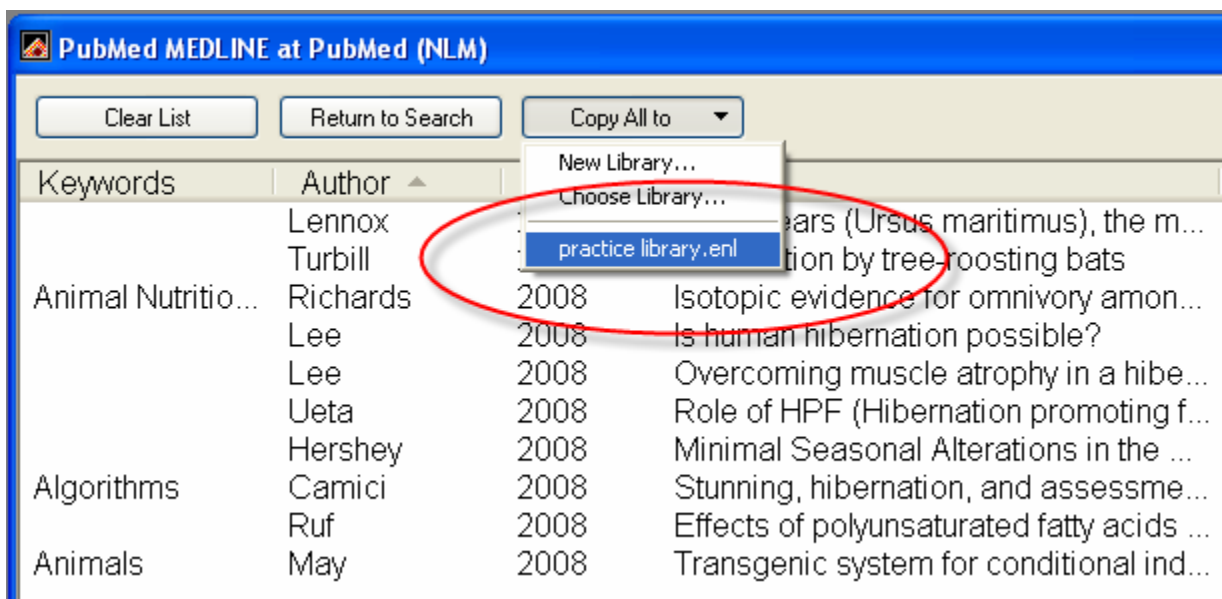 PubMed MEDLINE at PubMed (NLM)
Clear List Return to Search Copy All to
New Library...
Keywords Author
Choose Library...
Lennox ears (Ursus maritimus), the m...
practice library.enl
Turbill tion by tree-roosting bats
Animal Nutritio... Richards 2008 Isotopic evidence for omnivory amon...
Lee 2008 Is human hibernation possible?
Lee 2008 Overcoming muscle atrophy in a hibe...
Ueta 2008 Role of HPF (Hibernation promoting f...
Hershey 2008 Minimal Seasonal Alterations in the ...
Algorithms Camici 2008 Stunning, hibernation, and assessme...
Ruf 2008 Effects of polyunsaturated fatty acids ...
Animals May 2008 Transgenic system for conditional ind...